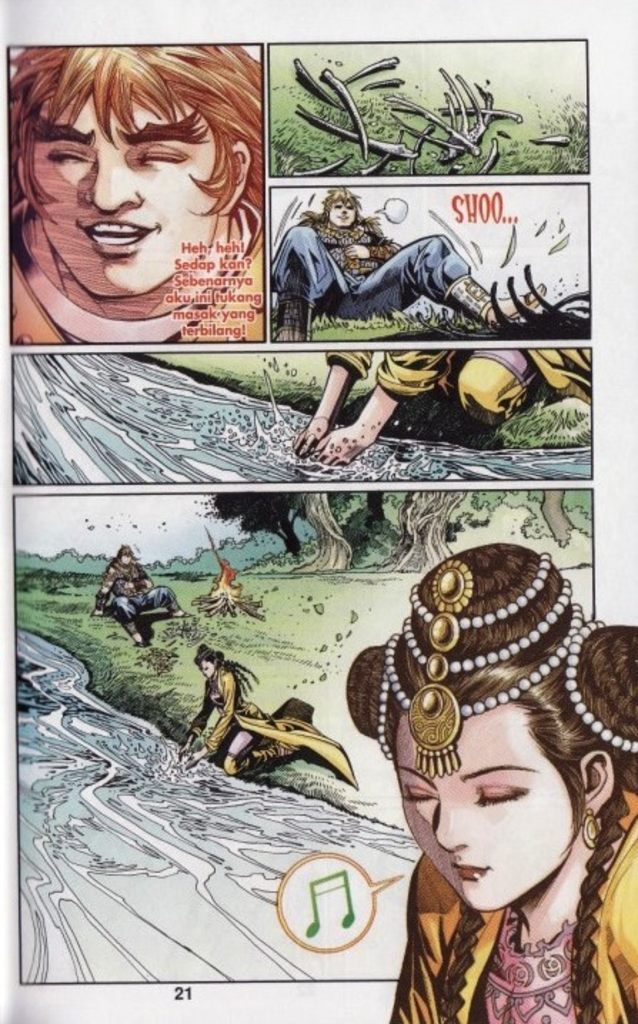 Heh, heh!
Sedap kan?
Sebenarnya
aku ini tukang
masak yang
terbilang!
SHOO...
21